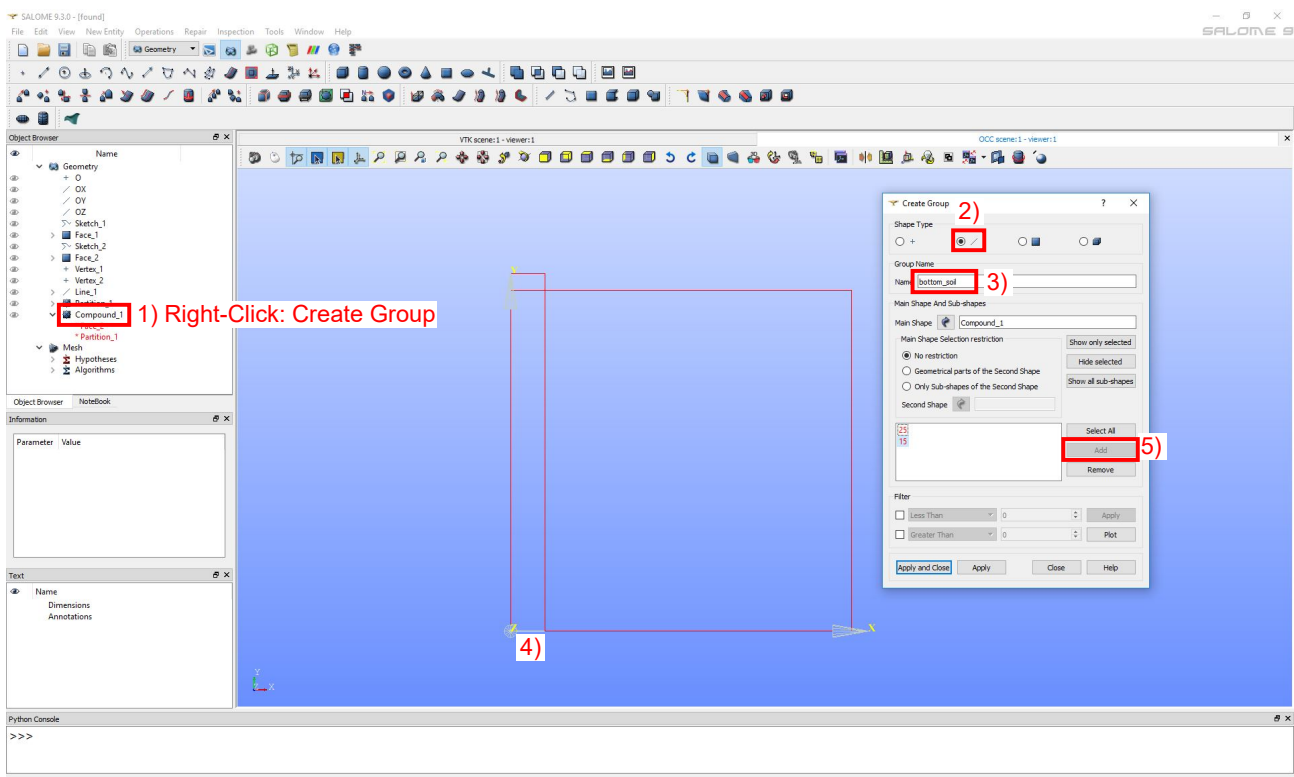 SALOME 9.3.0 - [found]
File Edit View New Entity Operations Repair Inspection Tools Window Help
SALOME 9
Geometry
Object Browser
VTK scene:1 - viewer:1
OCC scene:1 - viewer:1
Name
Geometry
O
OX
OY
OZ
Sketch_1
Face_1
Sketch_2
Face_2
Vertex_1
Vertex_2
Line_1
Partition_1
Compound_1
1) Right-Click: Create Group
* Partition_1
Mesh
Hypotheses
Algorithms
Object Browser NoteBook
Information
Parameter Value
Text
Name
Dimensions
Annotations
Y
X
4)
Y
Z X
Create Group ? X
2)
Shape Type
Group Name
Name bottom_soil
3)
Main Shape And Sub-shapes
Main Shape Compound_1
Main Shape Selection restriction
No restriction
Geometrical parts of the Second Shape
Only Sub-shapes of the Second Shape
Second Shape
Show only selected
Hide selected
Show all sub-shapes
25
15
Select All
Add
5)
Remove
Filter
Less Than 0 Apply
Greater Than 0 Plot
Apply and Close Apply Close Help
Python Console
>>>